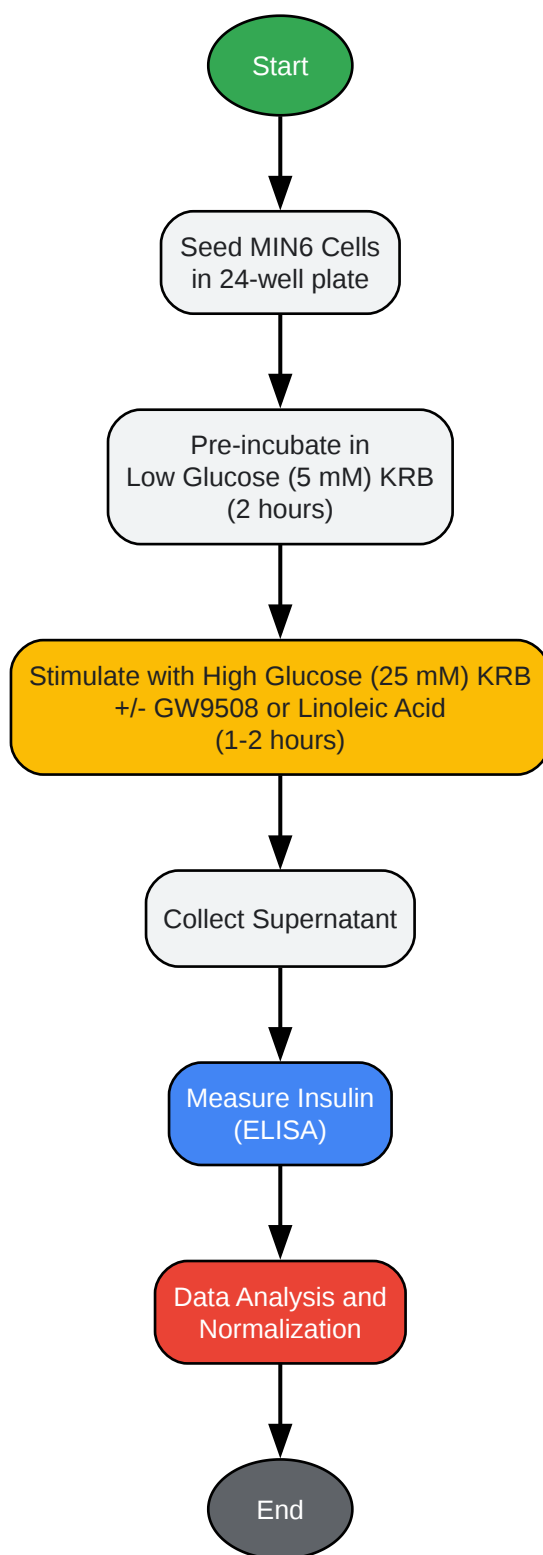 Start
Seed MIN6 Cells
in 24-well plate
Pre-incubate in
Low Glucose (5 mM) KRB
(2 hours)
Stimulate with High Glucose (25 mM) KRB
+/- GW9508 or Linoleic Acid
(1-2 hours)
Collect Supernatant
Measure Insulin
(ELISA)
Data Analysis and
Normalization
End